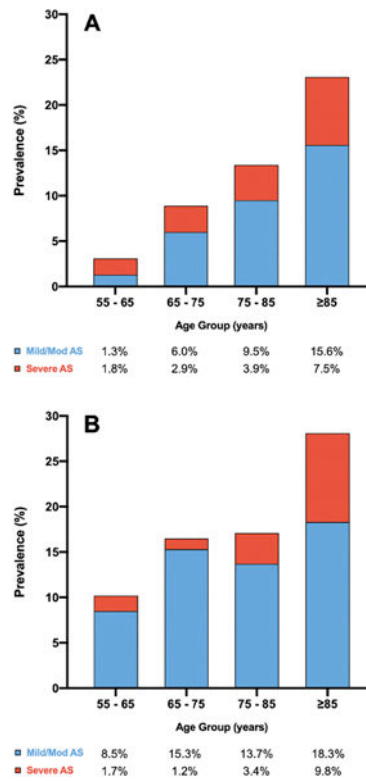 A
30
25
20
15
10
5
0
Prevalence (%)
55 - 65 65 - 75 75 - 85 ≥85
Age Group (years)
Mild/Mod AS 1.3% 6.0% 9.5% 15.6%
Severe AS 1.8% 2.9% 3.9% 7.5%
B
30
25
20
15
10
5
0
Prevalence (%)
55 - 65 65 - 75 75 - 85 ≥85
Age Group (years)
Mild/Mod AS 8.5% 15.3% 13.7% 18.3%
Severe AS 1.7% 1.2% 3.4% 9.8%